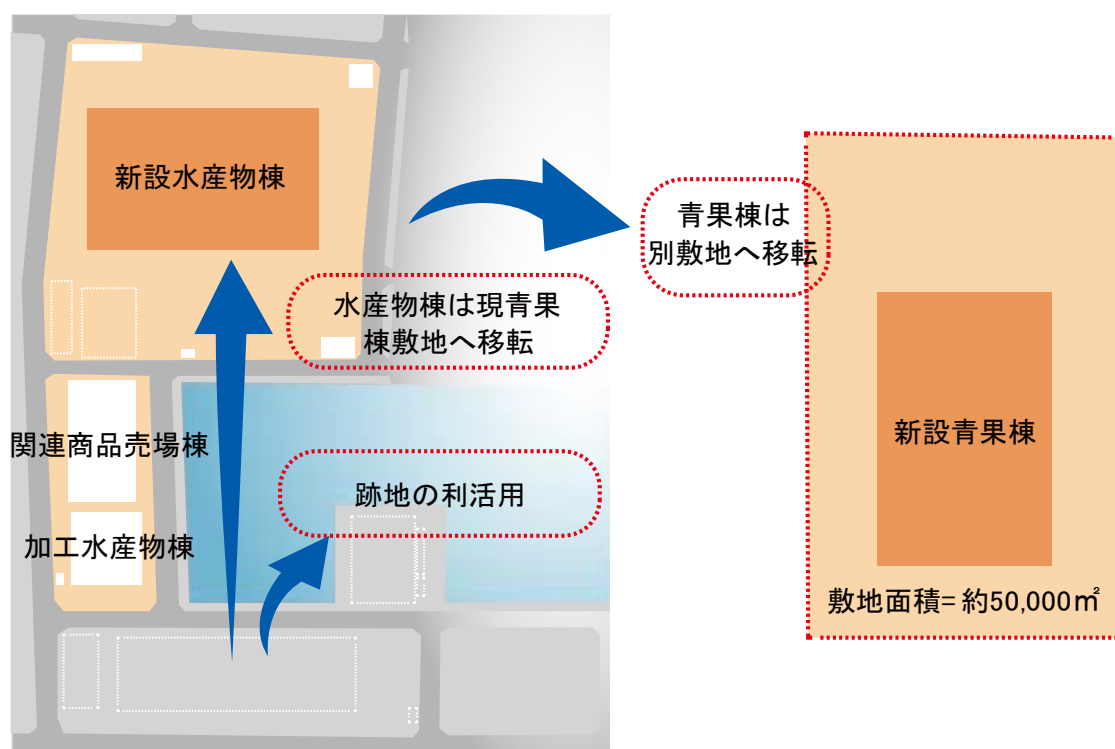 新設水産物棟
青果棟は
別敷地へ移転
水産物棟は現青果
棟敷地へ移転
関連商品売場棟
新設青果棟
跡地の利活用
加工水産物棟
敷地面積=約50,000㎡